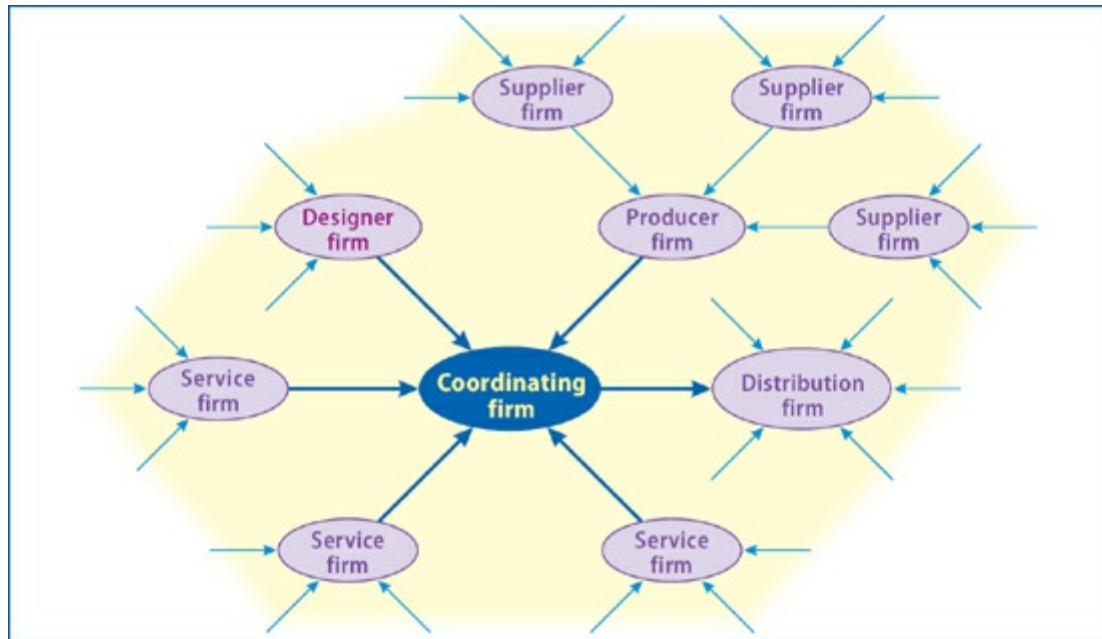 Supplier
firm
Supplier
firm
Designer
firm
Producer
firm
Supplier
firm
Service
firm
Coordinating
firm
Distribution
firm
Service
firm
Service
firm